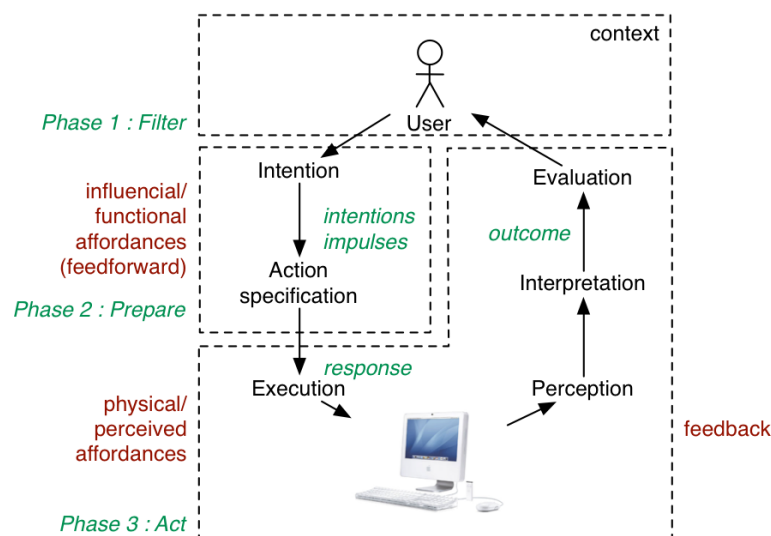 context
User
Phase 1 : Filter
Intention
Evaluation
influencial/
functional
affordances
(feedforward)
intentions
impulses
outcome
Action
specification
Interpretation
Phase 2 : Prepare
response
Execution
Perception
physical/
perceived
affordances
feedback
Phase 3 : Act